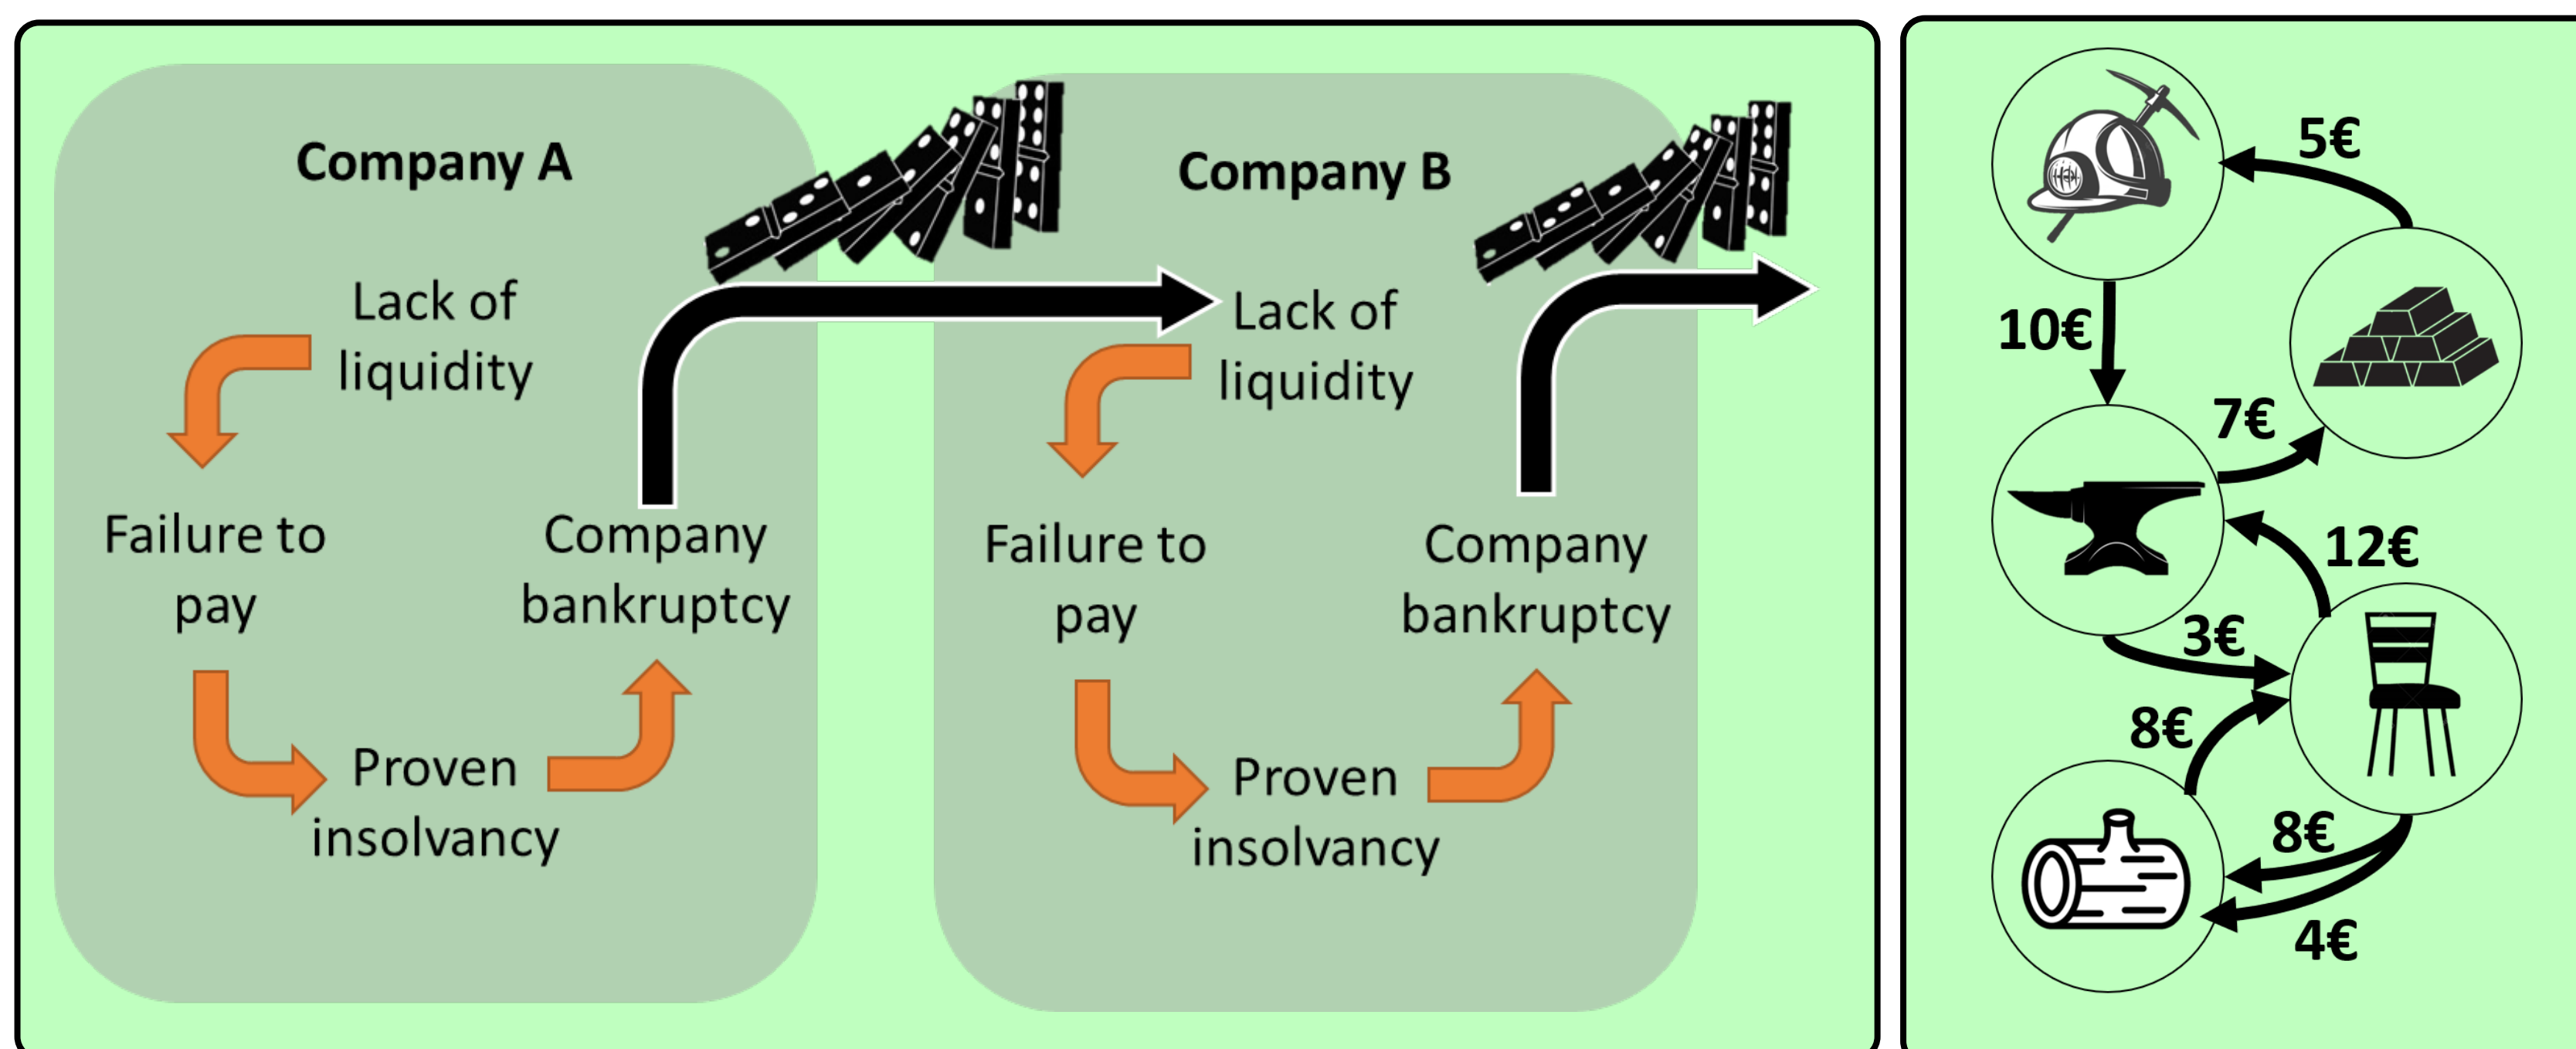 Company A
Lack of
liquidity
Failure to
pay
Proven
insolvancy
Company
bankruptcy
Company B
Lack of
liquidity
Failure to
pay
Proven
insolvancy
Company
bankruptcy
5€
10€
7€
12€
3€
8€
8€
4€